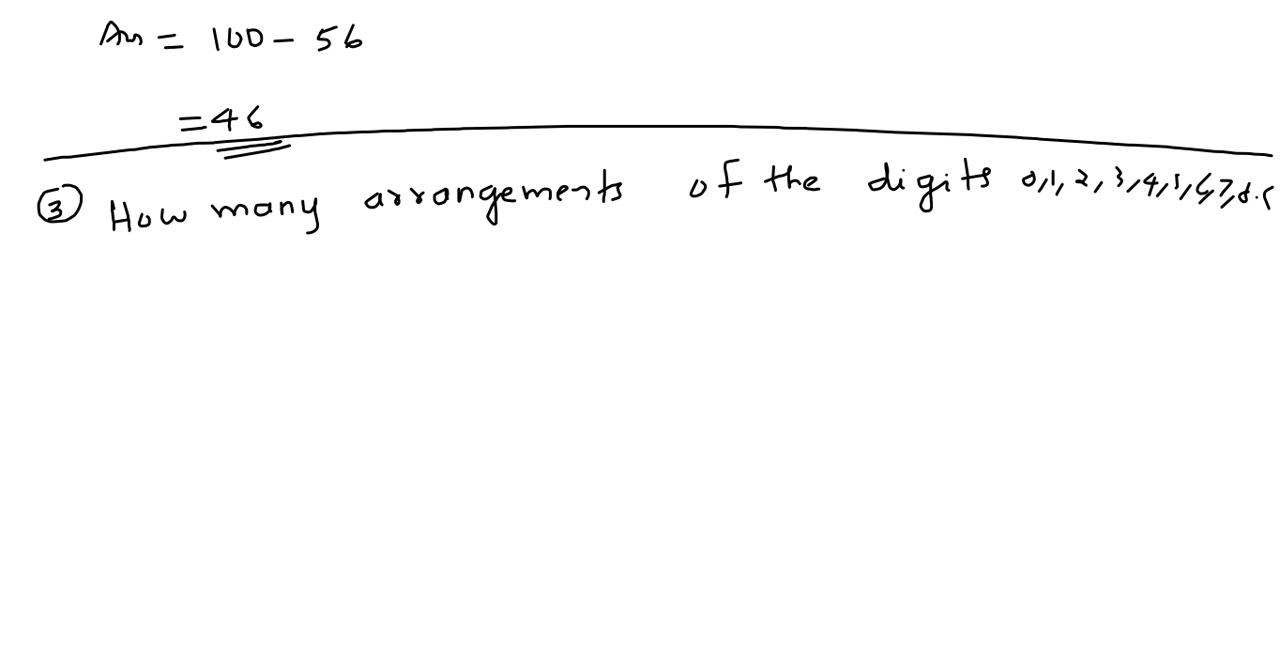 Ans = 100 - 56
= 46
③ How many arrangements of the digits 0,1,2,3,4,5,6,7,8.